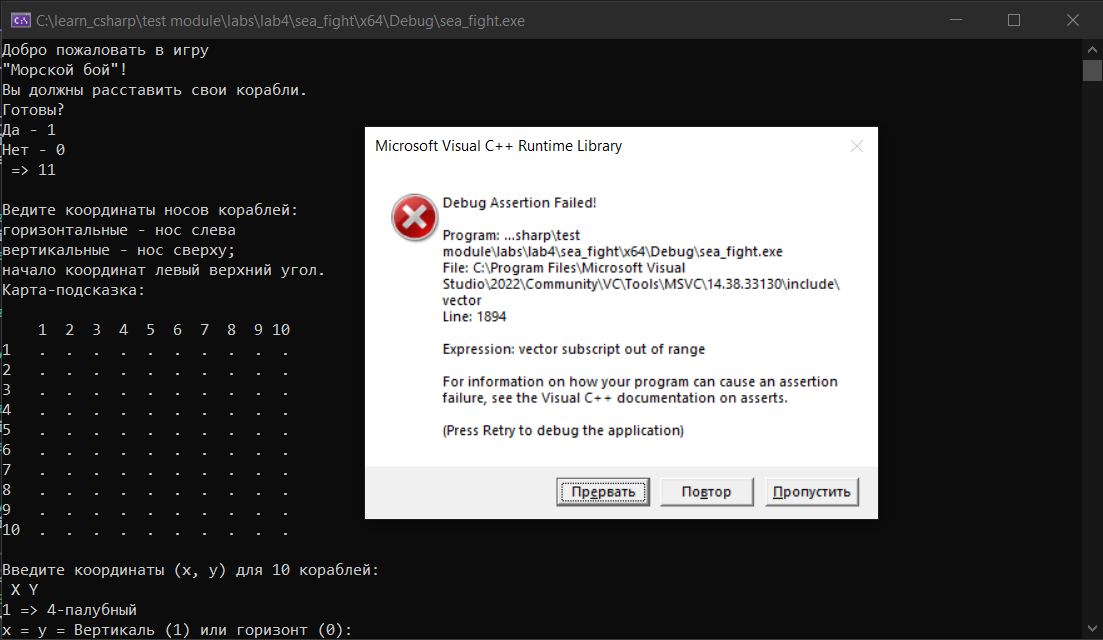 C:\learn_csharp\test module\labs\lab4\sea_fight\x64\Debug\sea_fight.exe
Добро пожаловать в игру
"Морской бой"!
Вы должны расставить свои корабли.
Готовы?
Да - 1
Нет - 0
=> 11
Ведите координаты носов кораблей:
горизонтальные - нос слева
вертикальные - нос сверху;
начало координат левый верхний угол.
Карта-подсказка:
1 2 3 4 5 6 7 8 9 10
1 . . . . . . . . . .
2 . . . . . . . . . .
3 . . . . . . . . . .
4 . . . . . . . . . .
5 . . . . . . . . . .
6 . . . . . . . . . .
7 . . . . . . . . . .
8 . . . . . . . . . .
9 . . . . . . . . . .
10 . . . . . . . . . .
Введите координаты (x, y) для 10 кораблей:
X Y
1 => 4-палубный
x = y = Вертикаль (1) или горизонт (0):
Microsoft Visual C++ Runtime Library
Debug Assertion Failed!
Program: ...sharp\test
module\labs\lab4\sea_fight\x64\Debug\sea_fight.exe
File: C:\Program Files\Microsoft Visual
Studio\2022\Community\VC\Tools\MSVC\14.38.33130\include\
vector
Line: 1894
Expression: vector subscript out of range
For information on how your program can cause an assertion
failure, see the Visual C++ documentation on asserts.
(Press Retry to debug the application)
Прервать
Повтор
Пропустить